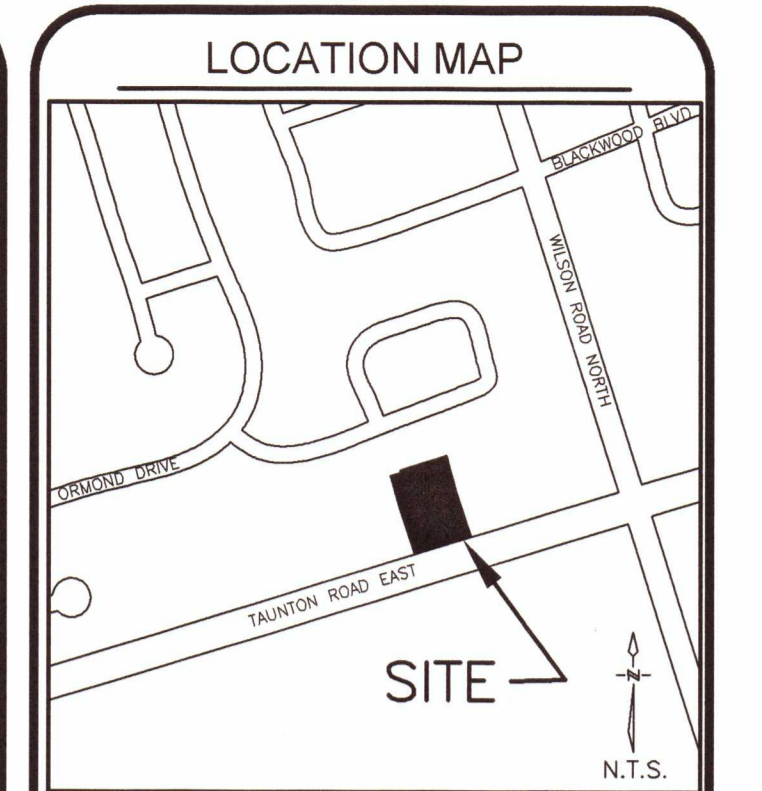 LOCATION MAP
BLACKWOOD BLVD.
WILSON ROAD NORTH
ORMOND DRIVE
TAUNTON ROAD EAST
SITE
N
N.T.S.